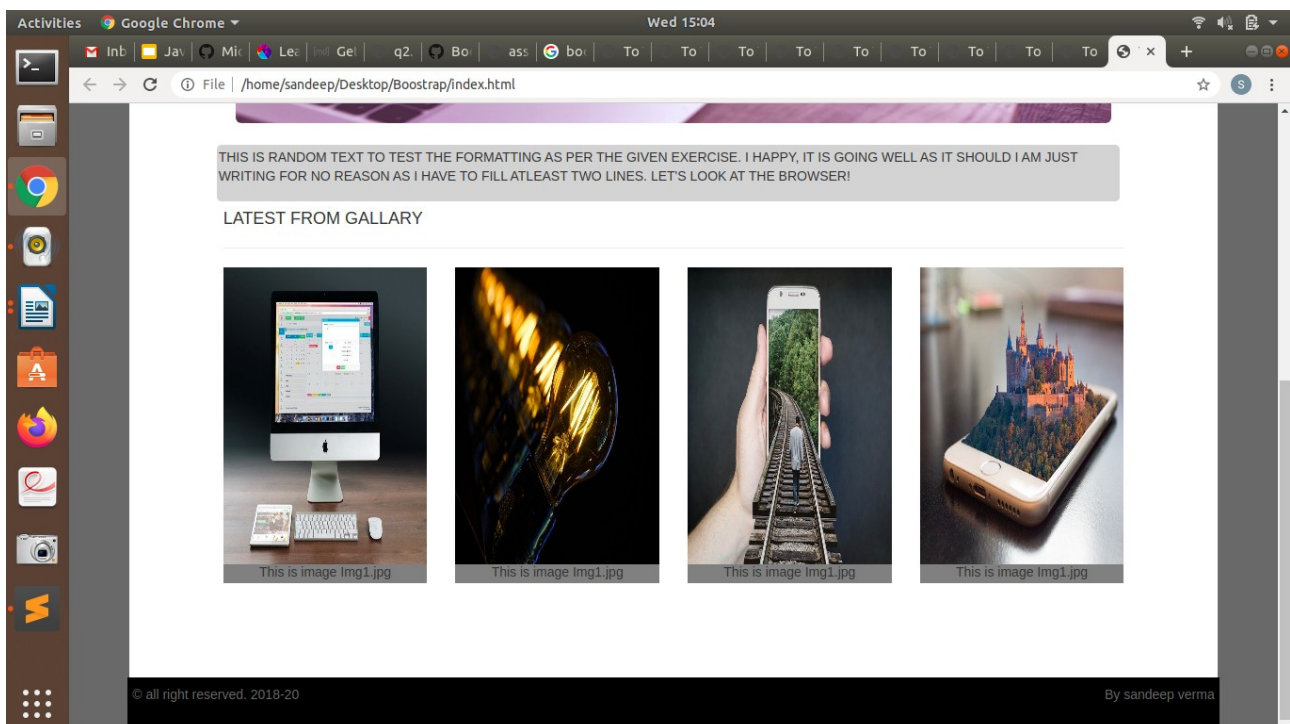 Activities Google Chrome Wed 15:04
Inb Jav Mic Lea Gel q2. Bo ass bo To To To To To To To To To
File /home/sandeep/Desktop/Boostrap/index.html S
THIS IS RANDOM TEXT TO TEST THE FORMATTING AS PER THE GIVEN EXERCISE. I HAPPY, IT IS GOING WELL AS IT SHOULD I AM JUST
WRITING FOR NO REASON AS I HAVE TO FILL ATLEAST TWO LINES. LET'S LOOK AT THE BROWSER!
LATEST FROM GALLARY
This is image Img1.jpg This is image Img1.jpg This is image Img1.jpg This is image Img1.jpg
© all right reserved. 2018-20 By sandeep verma